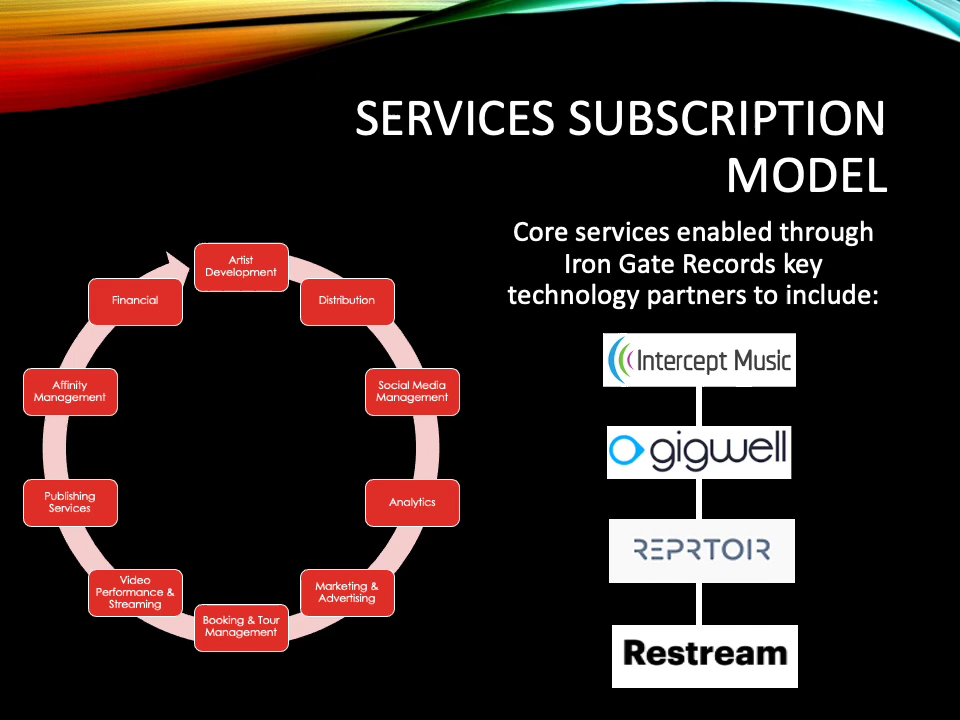 SERVICES SUBSCRIPTION
MODEL
Core services enabled through
Iron Gate Records key
technology partners to include:
Artist
Development
Distribution
Social Media
Management
Analytics
Marketing &
Advertising
Booking & Tour
Management
Video
Performance &
Streaming
Publishing
Services
Affinity
Management
Financial
Intercept Music
gigwell
REPRTOIR
Restream